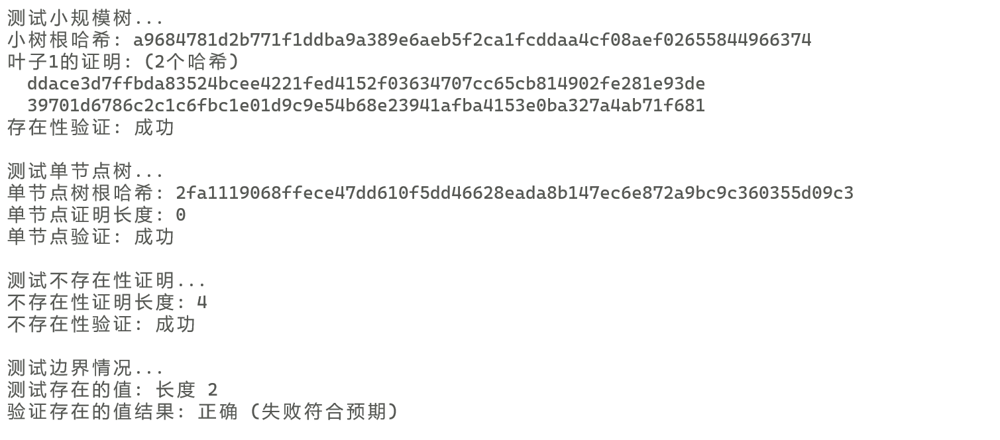 测试小规模树...
小树根哈希: a9684781d2b771f1ddba9a389e6aeb5f2ca1fcddaa4cf08aef02655844966374
叶子1的证明: (2个哈希)
ddace3d7ffbda83524bcee4221fed4152f03634707cc65cb814902fe281e93de
39701d6786c2c1c6fbc1e01d9c9e54b68e23941afba4153e0ba327a4ab71f681
存在性验证: 成功
测试单节点树...
单节点树根哈希: 2fa1119068ffece47dd610f5dd46628eada8b147ec6e872a9bc9c360355d09c3
单节点证明长度: 0
单节点验证: 成功
测试不存在性证明...
不存在性证明长度: 4
不存在性验证: 成功
测试边界情况...
测试存在的值: 长度 2
验证存在的值结果: 正确 (失败符合预期)